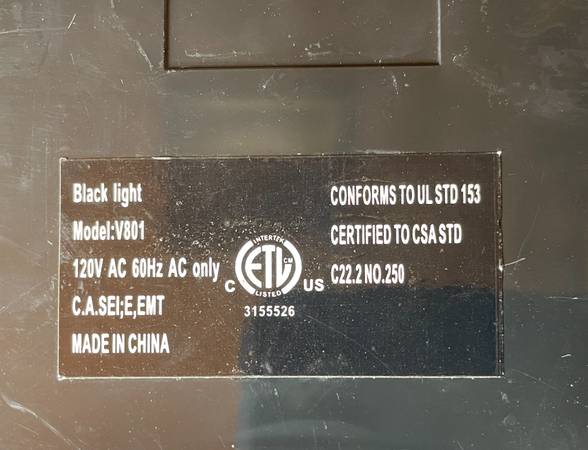 Black light
Model:V801
120V AC 60Hz AC only
C.A.SEI;E,EMT
MADE IN CHINA
INTERTEK
ETL CM
LISTED
C US
3155526
CONFORMS TO UL STD 153
CERTIFIED TO CSA STD
C22.2 NO.250